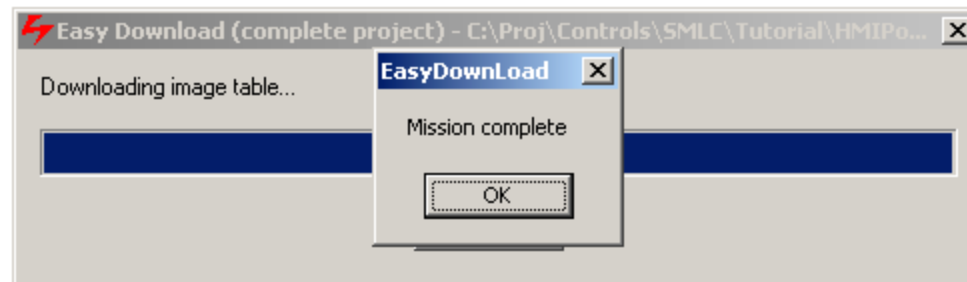 Easy Download (complete project) - C:\Proj\Controls\SMLC\Tutorial\HMIPo...
Downloading image table...
EasyDownLoad
Mission complete
OK